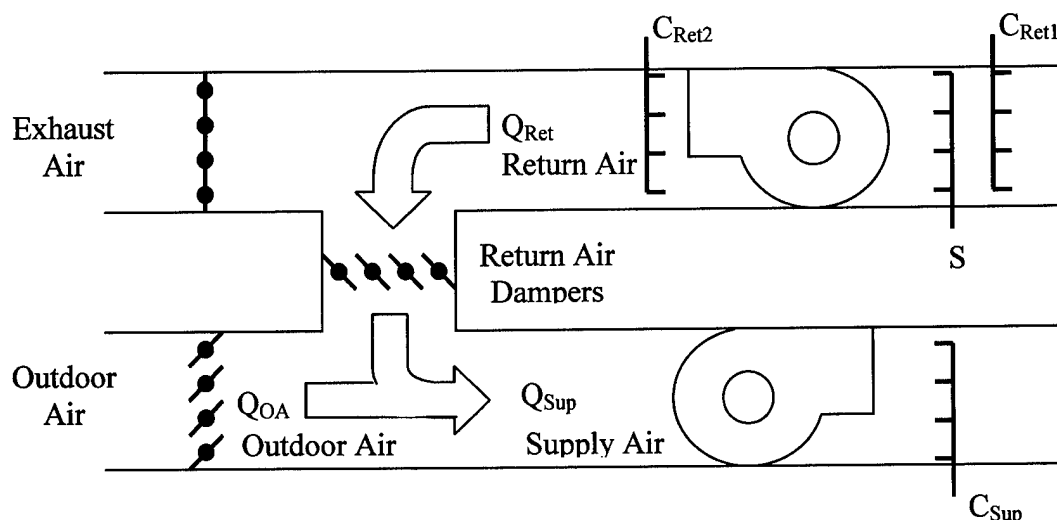 C_Ret2
C_Ret1
Exhaust
Air
Q_Ret
Return Air
Return Air
Dampers
S
Outdoor
Air
Q_OA
Outdoor Air
Q_Sup
Supply Air
C_Sup